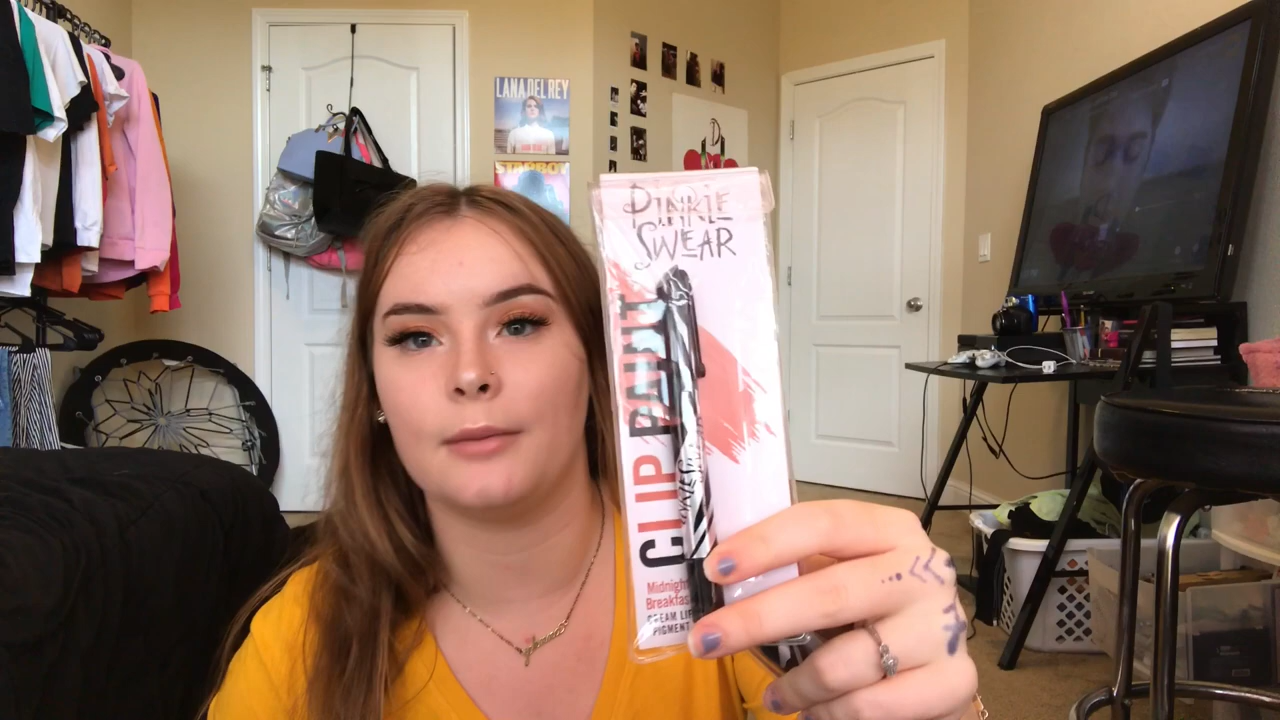 LANA DEL REY
STARBOY
PINKIE
SWEAR
CLIP PAINT
Midnight
Breakfast
CREAM LIP
PIGMENT